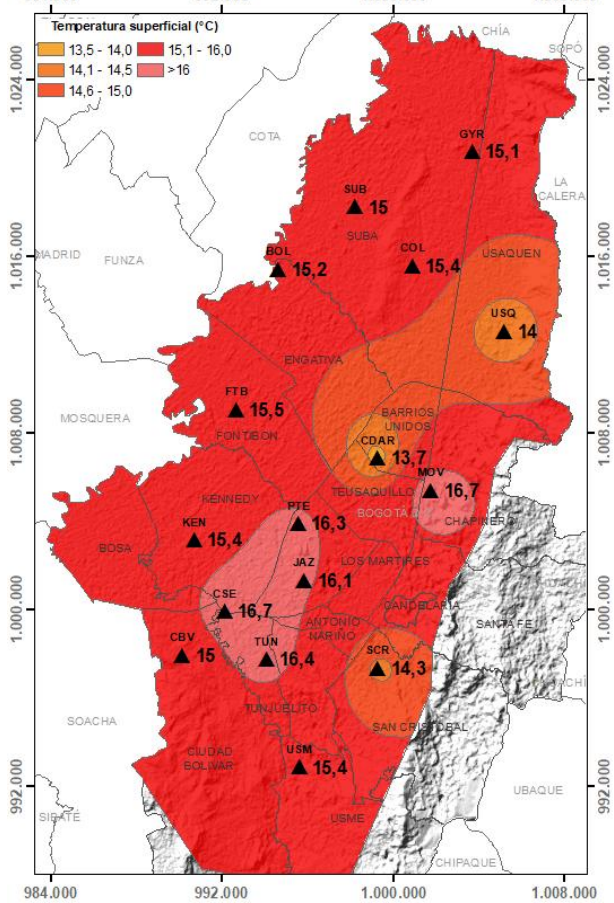 CHÍA
Temperatura superficial (°C)
13,5 - 14,0
15,1 - 16,0
14,1 - 14,5
>16
14,6 - 15,0
SOPÓ
1.024.000
1.024.000
COTA
GYR
15,1
LA
CALERA
SUB
15
SUBA
1.016.000
MADRID
FUNZA
BOL
15,2
COL
15,4
USAQUEN
1.016.000
USQ
14
ENGATIVA
FTB
15,5
FONTIBON
MOSQUERA
BARRIOS
UNIDOS
1.008.000
1.008.000
CDAR
13,7
TEUSAQUILLO
MOV
16,7
KENNEDY
BOGOTÁ
CHAPINERO
PTE
16,3
KEN
15,4
BOSA
JAZ
16,1
LOS MARTIRES
1.000.000
CSE
16,7
CANDELARIA
SANTA FE
1.000.000
ANTONIO
NARIÑO
CBV
15
TUN
16,4
SCR
14,3
TUNJUELITO
SOACHA
SAN CRISTOBAL
CIUDAD
BOLIVAR
USM
15,4
992.000
992.000
UBAQUE
SIBATÉ
USME
CHIPAQUE
984.000
992.000
1.000.000
1.008.000